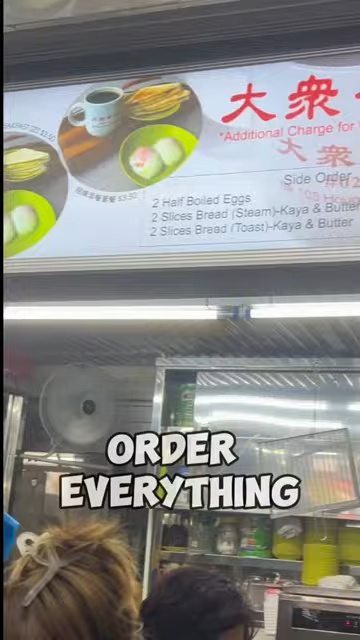 大衆
*Additional Charge for
大衆
Side Order
2 Half Boiled Eggs
2 Slices Bread (Steam)-Kaya & Butter
2 Slices Bread (Toast)-Kaya & Butter
ORDER
EVERYTHING